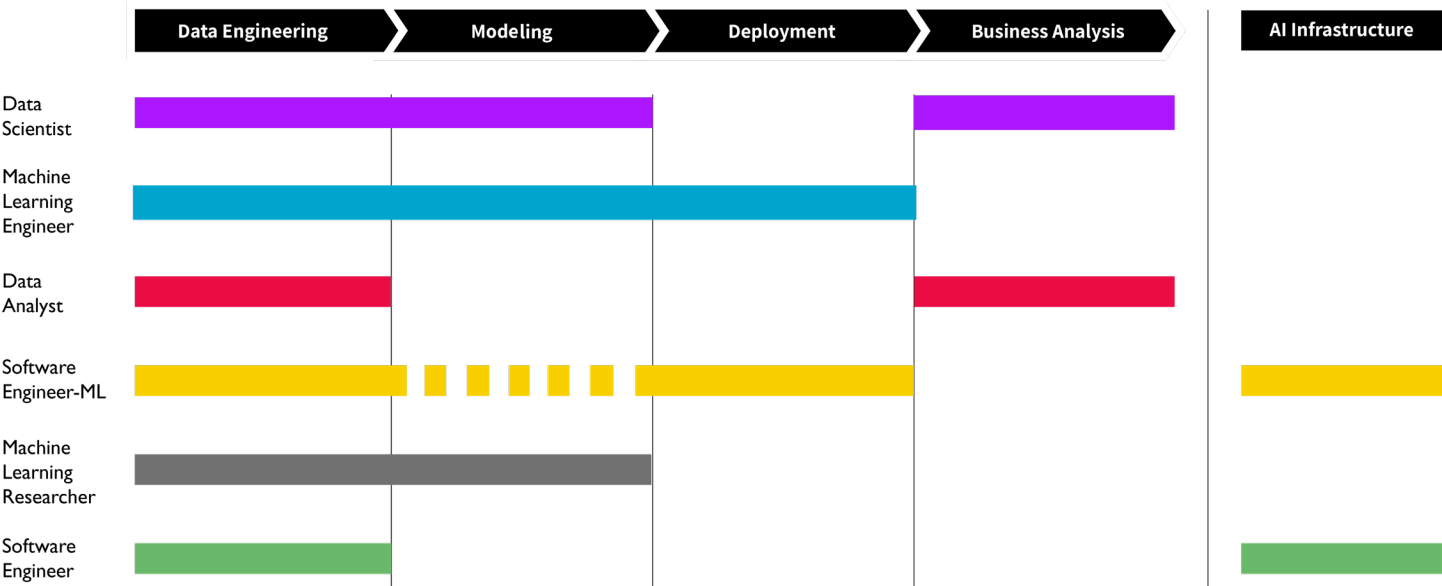 Data Engineering
Modeling
Deployment
Business Analysis
AI Infrastructure
Data
Scientist
Machine
Learning
Engineer
Data
Analyst
Software
Engineer-ML
Machine
Learning
Researcher
Software
Engineer